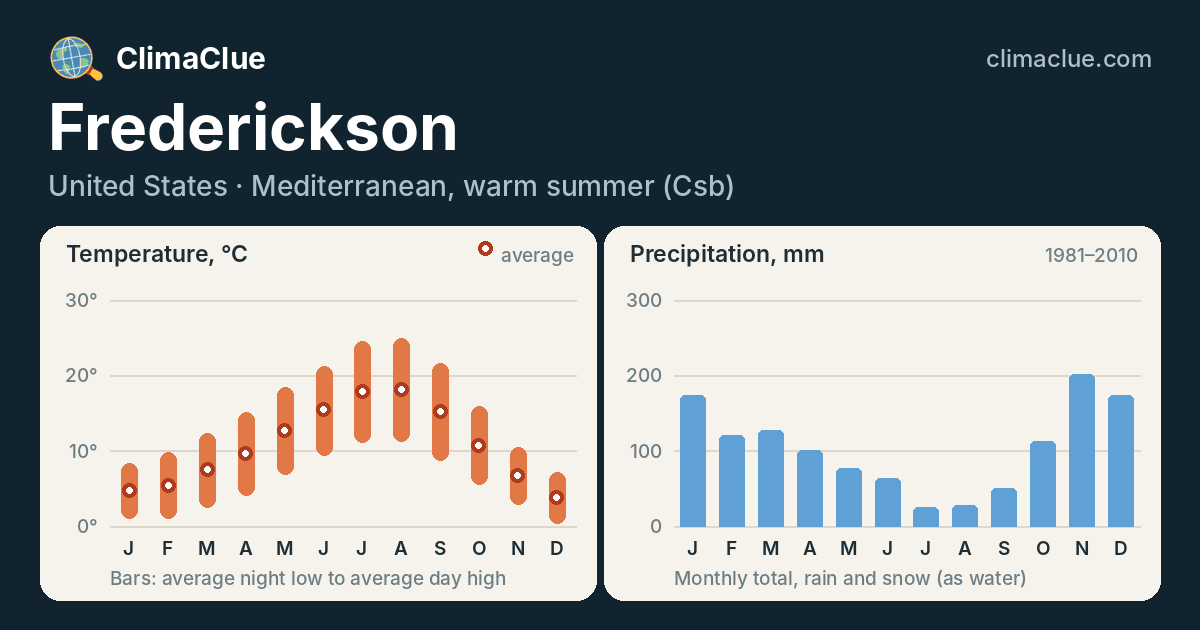 ClimaClue
climaclue.com
Frederickson
United States · Mediterranean, warm summer (Csb)
Temperature, °C
average
30°
20°
10°
0°
J F M A M J J A S O N D
Bars: average night low to average day high
Precipitation, mm
1981–2010
300
200
100
0
J F M A M J J A S O N D
Monthly total, rain and snow (as water)